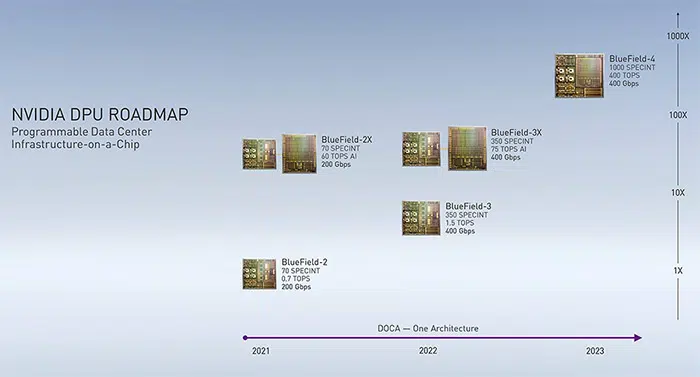 NVIDIA DPU ROADMAP
Programmable Data Center
Infrastructure-on-a-Chip
BlueField-2X
70 SPECINT
60 TOPS AI
200 Gbps
BlueField-2
70 SPECINT
0.7 TOPS
200 Gbps
BlueField-3X
350 SPECINT
75 TOPS AI
400 Gbps
BlueField-3
350 SPECINT
1.5 TOPS
400 Gbps
BlueField-4
1000 SPECINT
400 TOPS
400 Gbps
1000X
100X
10X
1X
DOCA — One Architecture
2021
2022
2023